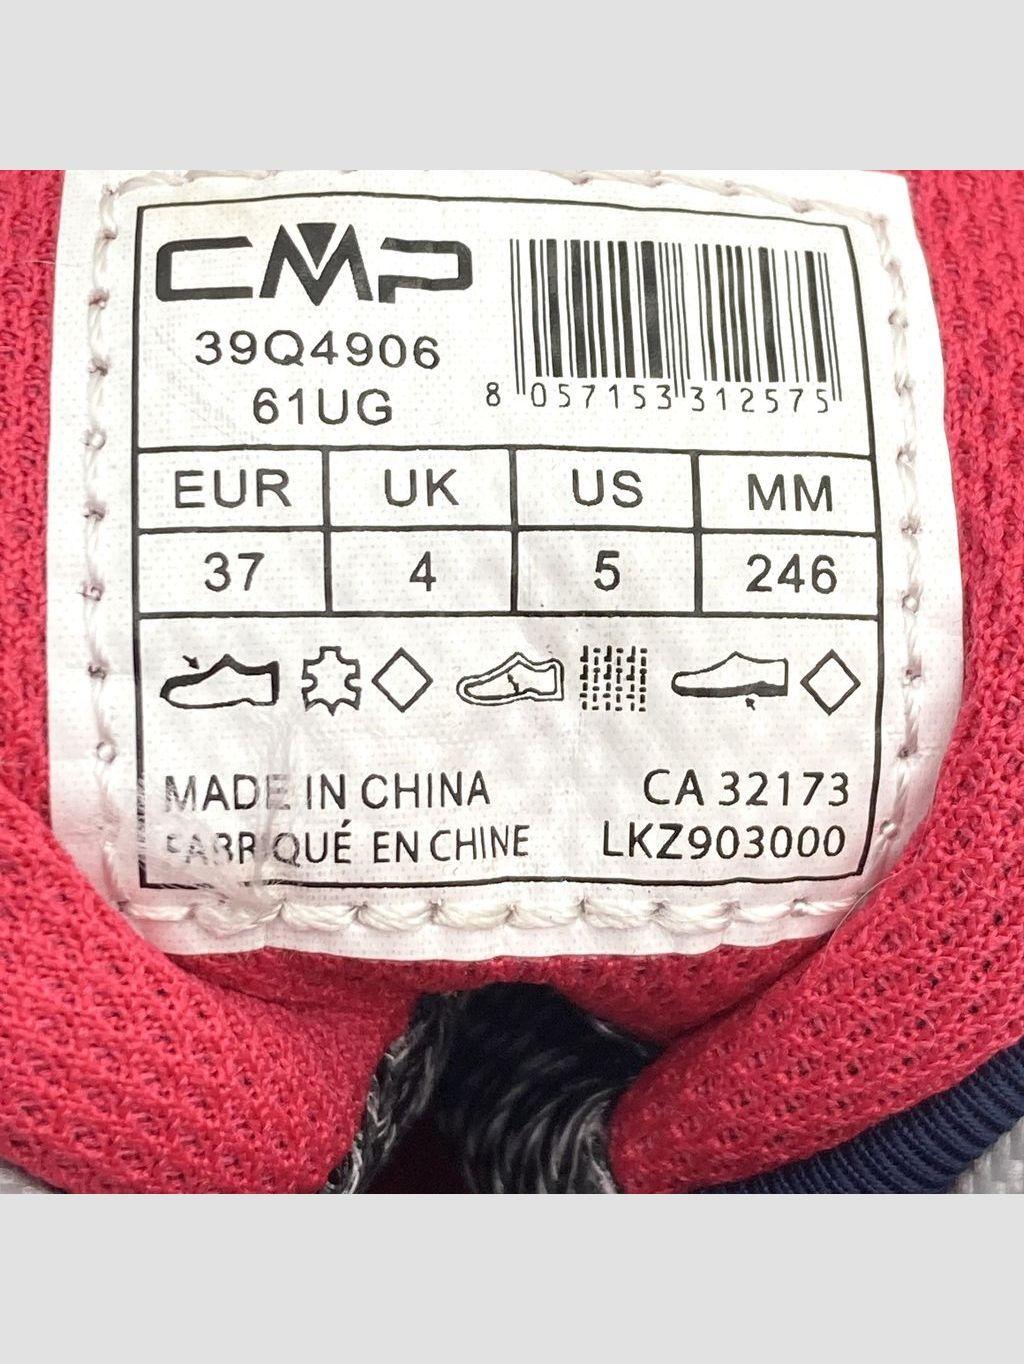 CMP
39Q4906
61UG
8 057153 312575
EUR UK US MM
37 4 5 246
MADE IN CHINA
FABRIQUÉ EN CHINE
CA 32173
LKZ903000